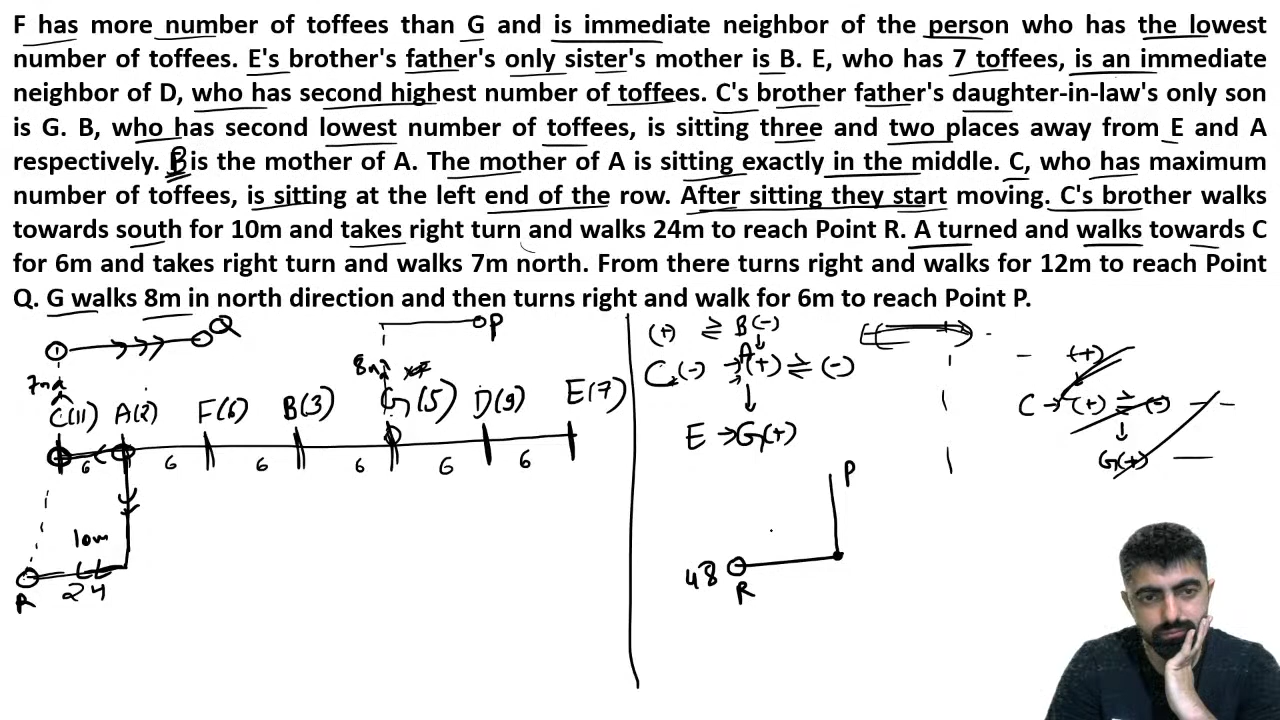 F has more number of toffees than G and is immediate neighbor of the person who has the lowest
number of toffees. E's brother's father's only sister's mother is B. E, who has 7 toffees, is an immediate
neighbor of D, who has second highest number of toffees. C's brother father's daughter-in-law's only son
is G. B, who has second lowest number of toffees, is sitting three and two places away from E and A
respectively. B is the mother of A. The mother of A is sitting exactly in the middle. C, who has maximum
number of toffees, is sitting at the left end of the row. After sitting they start moving. C's brother walks
towards south for 10m and takes right turn and walks 24m to reach Point R. A turned and walks towards C
for 6m and takes right turn and walks 7m north. From there turns right and walks for 12m to reach Point
Q. G walks 8m in north direction and then turns right and walk for 6m to reach Point P.
Q P
7m 8m
C(11) A(2) F(6) B(3) G(5) D(9) E(7)
6 6 6 6 6 6
10m
24
R
(+) ⇌ B(-)
↓
C(-) → A(+) ⇌ (-)
↓
E → G(+)
P
48 R
(+)
C → (+) ⇌ (-)
↓
G(+)